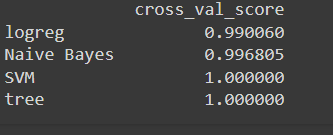 cross_val_score
logreg 0.990060
Naive Bayes 0.996805
SVM 1.000000
tree 1.000000